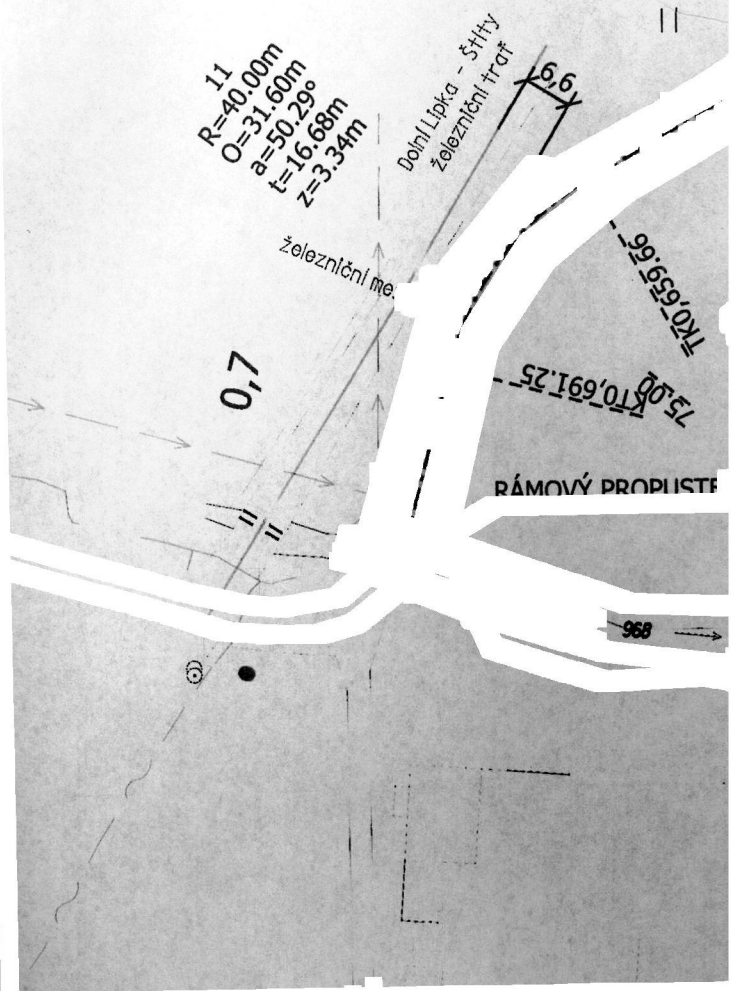 11
R=40.00m
O=31.60m
a=50.29°
t=16.68m
z=3.34m
Dolní Lipka - Štíty
železniční trať
6,6
železniční me
TK0,659.66
KT0,691.25
75.00
0,7
RÁMOVÝ PROPUSTE
968